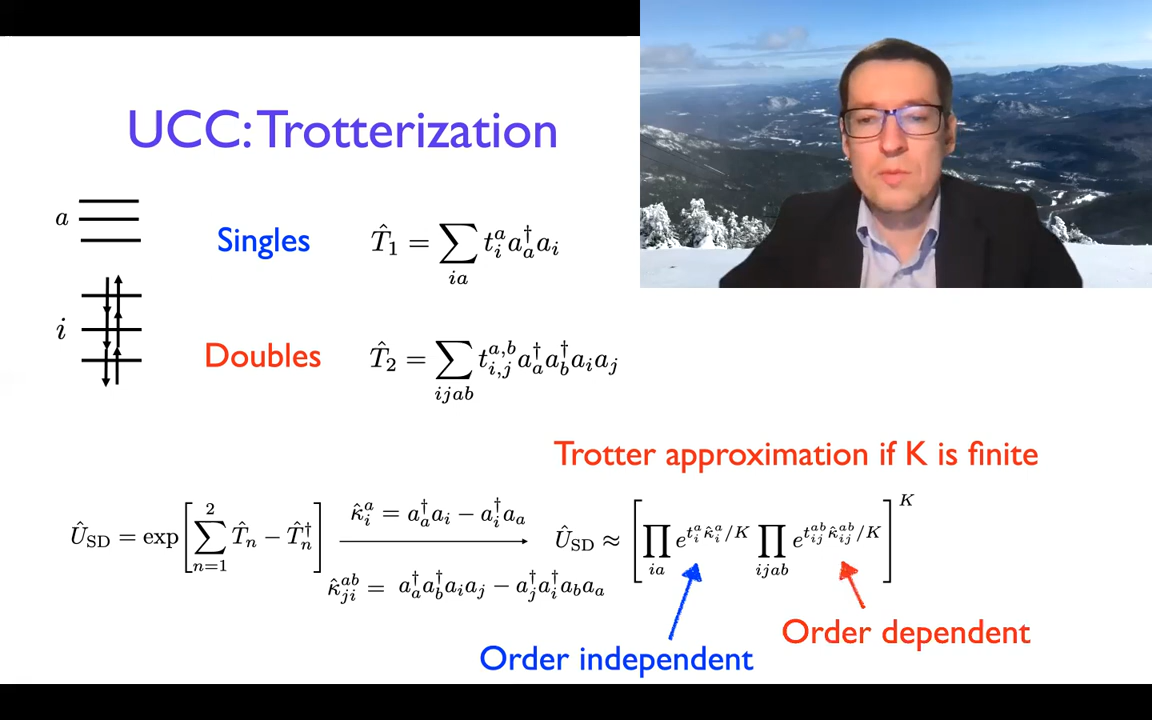 UCC: Trotterization
a
Singles T̂₁ = ∑_{ia} t_i^a a_a^† a_i
i
Doubles T̂₂ = ∑_{ijab} t_{i,j}^{a,b} a_a^† a_b^† a_i a_j
Trotter approximation if K is finite
Û_SD = exp[∑_{n=1}^{2} T̂_n − T̂_n^†]
κ̂_i^a = a_a^† a_i − a_i^† a_a
κ̂_{ji}^{ab} = a_a^† a_b^† a_i a_j − a_j^† a_i^† a_b a_a
Û_SD ≈ [∏_{ia} e^{t_i^a κ̂_i^a/K} ∏_{ijab} e^{t_{ij}^{ab} κ̂_{ij}^{ab}/K}]^K
Order dependent
Order independent